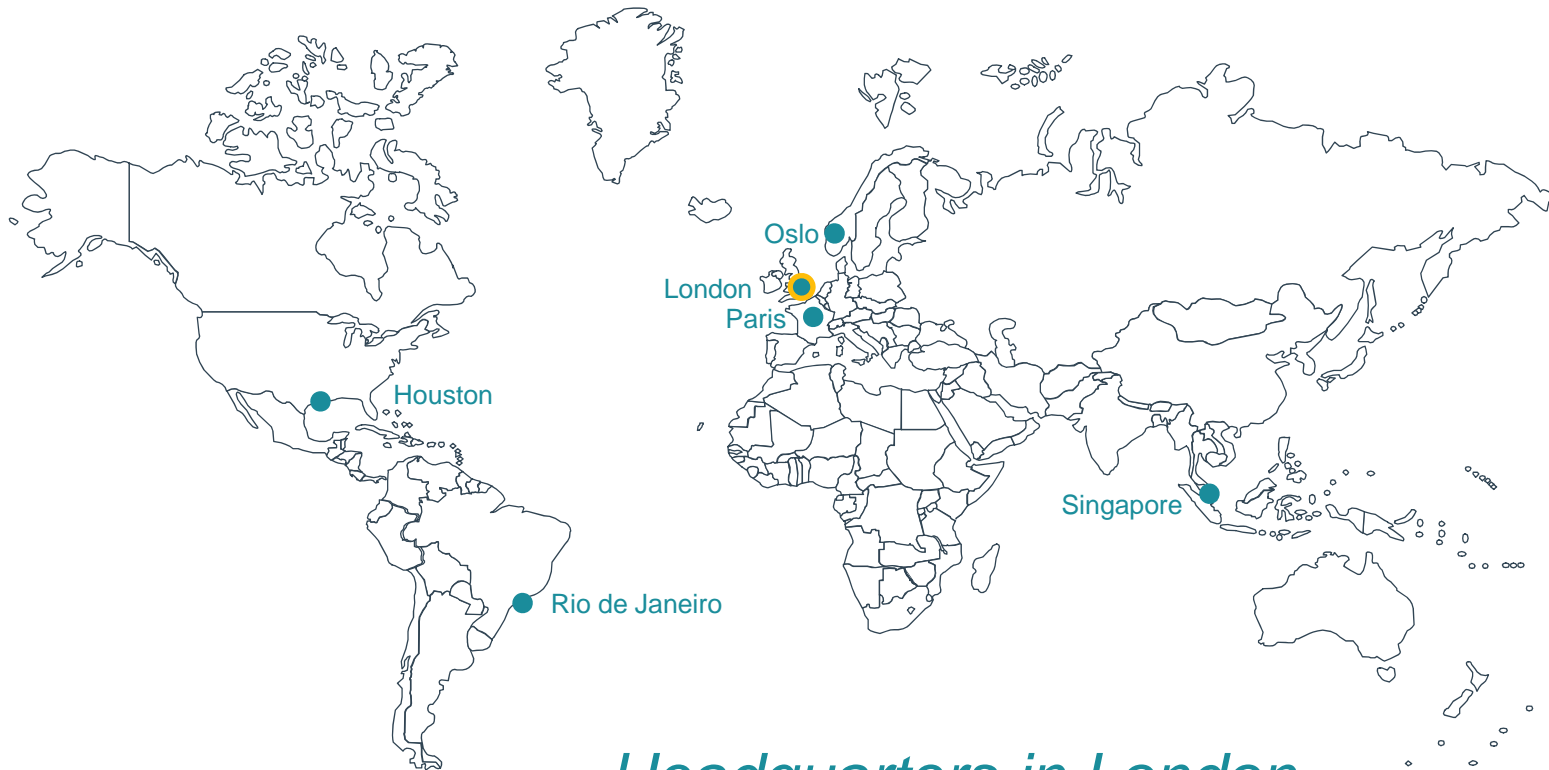 Oslo
London
Paris
Houston
Singapore
Rio de Janeiro
Headquarters in London